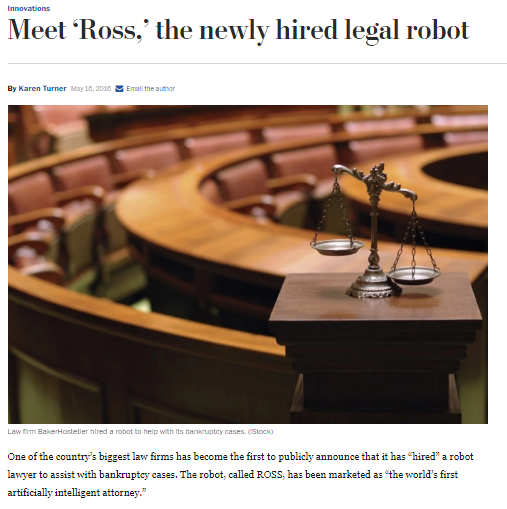 Innovations
Meet ‘Ross,’ the newly hired legal robot
By Karen Turner May 16, 2016 Email the author
Law firm BakerHostetler hired a robot to help with its bankruptcy cases. (iStock)
One of the country’s biggest law firms has become the first to publicly announce that it has “hired” a robot
lawyer to assist with bankruptcy cases. The robot, called ROSS, has been marketed as “the world’s first
artificially intelligent attorney.”